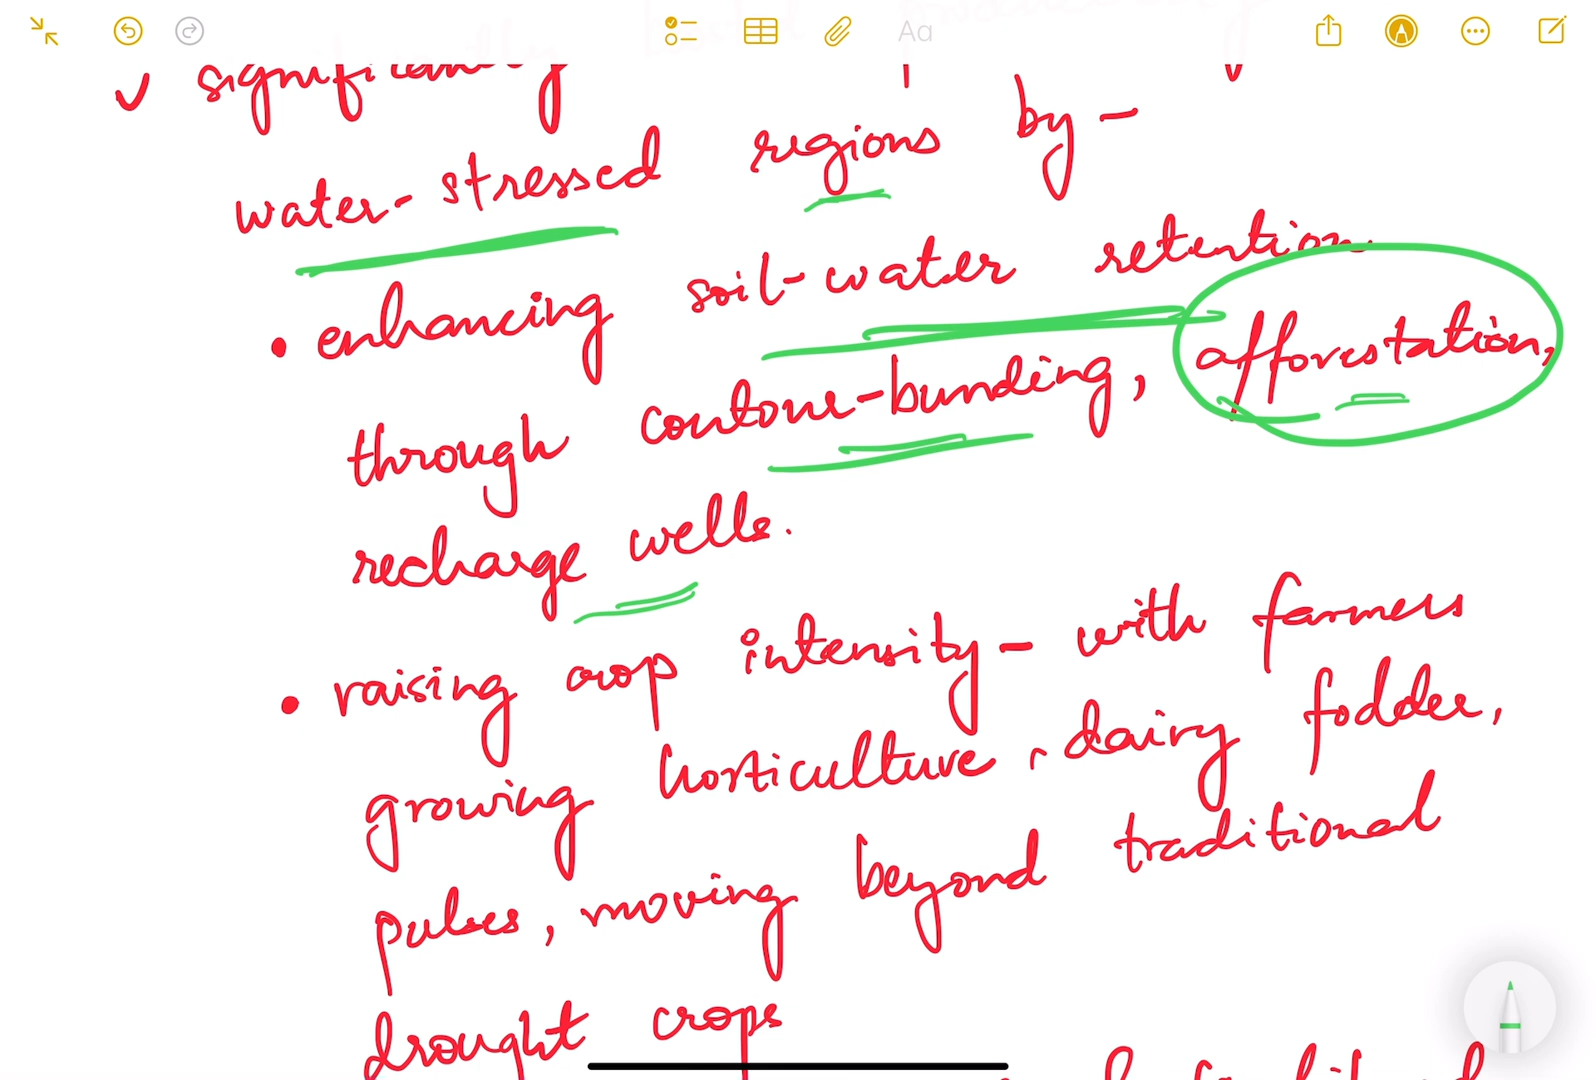 Aa
✓ significantly
water-stressed regions by-
• enhancing soil-water retention
through contour-bunding, afforestation,
recharge wells.
• raising crop intensity - with farmers
growing horticulture, dairy fodder,
pulses, moving beyond traditional
drought crops